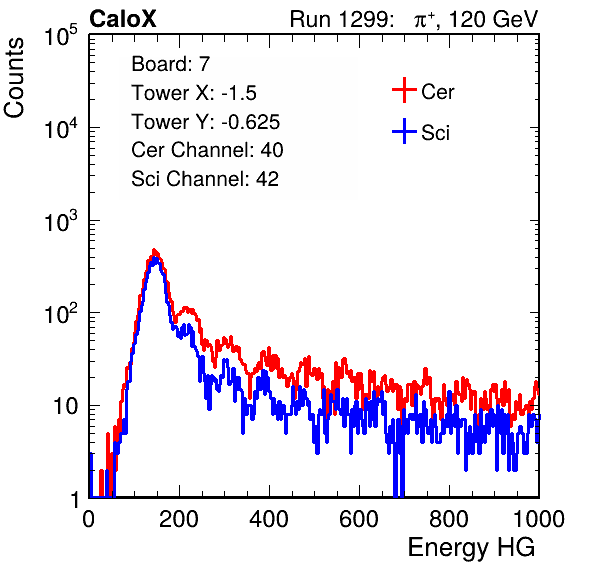 CaloX Run 1299: π⁺, 120 GeV
Counts
Board: 7
Tower X: -1.5
Tower Y: -0.625
Cer Channel: 40
Sci Channel: 42
Cer
Sci
10⁵
10⁴
10³
10²
10
1
0 200 400 600 800 1000
Energy HG